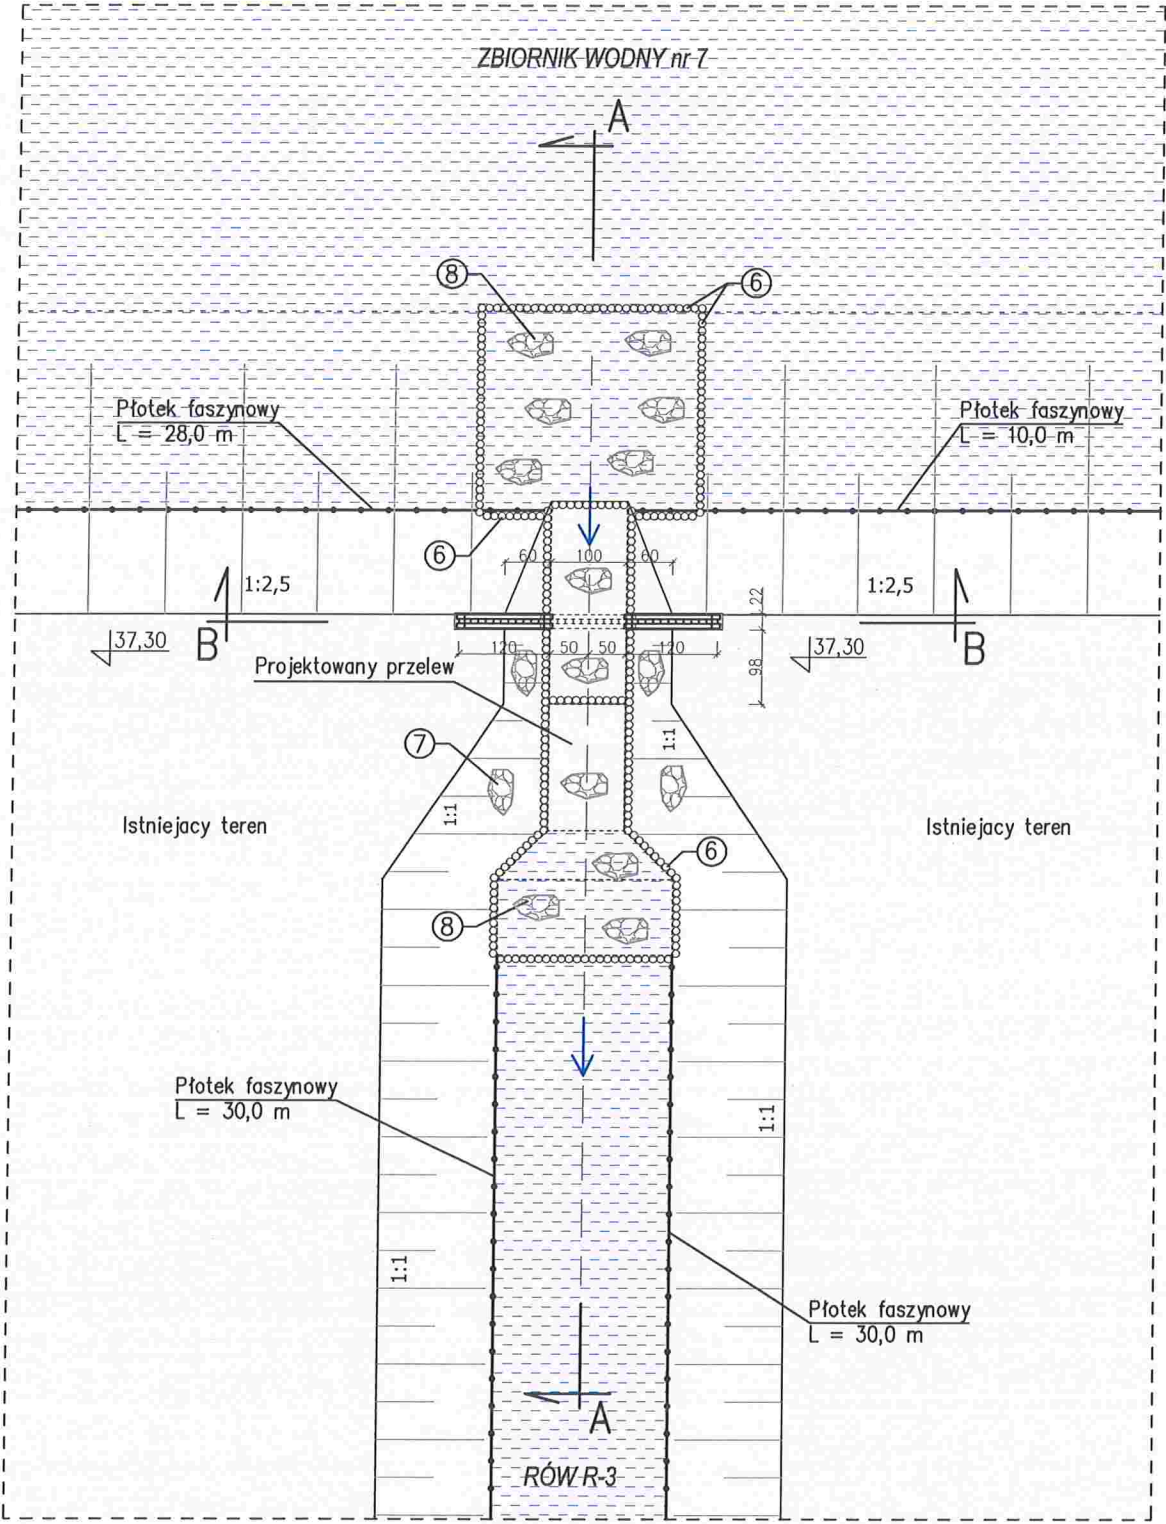 ZBIORNIK WODNY nr 7
A
8
6
Płotek faszynowy
L = 28,0 m
Płotek faszynowy
L = 10,0 m
6
60
100
60
1:2,5
1:2,5
22
B
37,30
120
50
50
120
98
37,30
B
Projektowany przelew
7
1:1
1:1
Istniejacy teren
Istniejacy teren
6
8
Płotek faszynowy
L = 30,0 m
1:1
1:1
Płotek faszynowy
L = 30,0 m
A
RÓW R-3